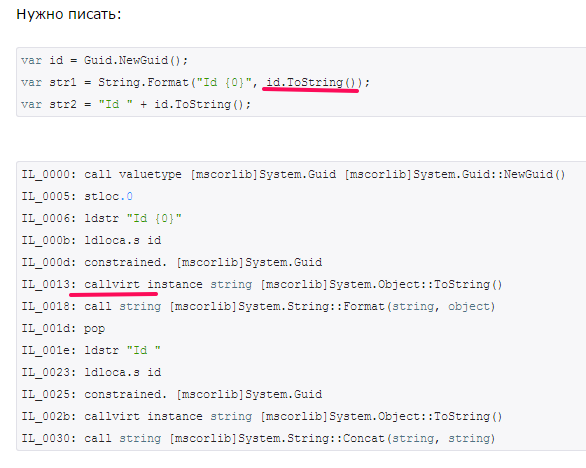 Нужно писать:
var id = Guid.NewGuid();
var str1 = String.Format("Id {0}", id.ToString());
var str2 = "Id " + id.ToString();
IL_0000: call valuetype [mscorlib]System.Guid [mscorlib]System.Guid::NewGuid()
IL_0005: stloc.0
IL_0006: ldstr "Id {0}"
IL_000b: ldloca.s id
IL_000d: constrained. [mscorlib]System.Guid
IL_0013: callvirt instance string [mscorlib]System.Object::ToString()
IL_0018: call string [mscorlib]System.String::Format(string, object)
IL_001d: pop
IL_001e: ldstr "Id "
IL_0023: ldloca.s id
IL_0025: constrained. [mscorlib]System.Guid
IL_002b: callvirt instance string [mscorlib]System.Object::ToString()
IL_0030: call string [mscorlib]System.String::Concat(string, string)